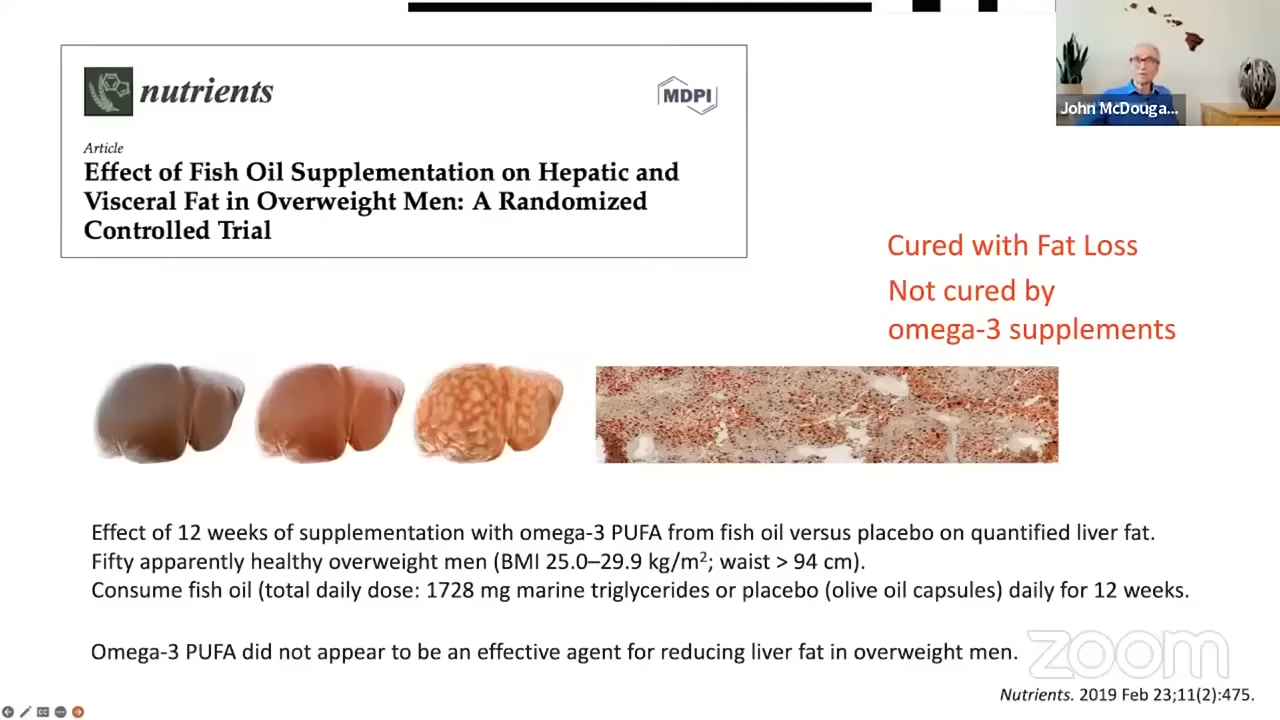 nutrients
MDPI
John McDouga...
Article
Effect of Fish Oil Supplementation on Hepatic and
Visceral Fat in Overweight Men: A Randomized
Controlled Trial
Cured with Fat Loss
Not cured by
omega-3 supplements
Effect of 12 weeks of supplementation with omega-3 PUFA from fish oil versus placebo on quantified liver fat.
Fifty apparently healthy overweight men (BMI 25.0–29.9 kg/m²; waist > 94 cm).
Consume fish oil (total daily dose: 1728 mg marine triglycerides or placebo (olive oil capsules) daily for 12 weeks.
Omega-3 PUFA did not appear to be an effective agent for reducing liver fat in overweight men.
zoom
Nutrients. 2019 Feb 23;11(2):475.
CC